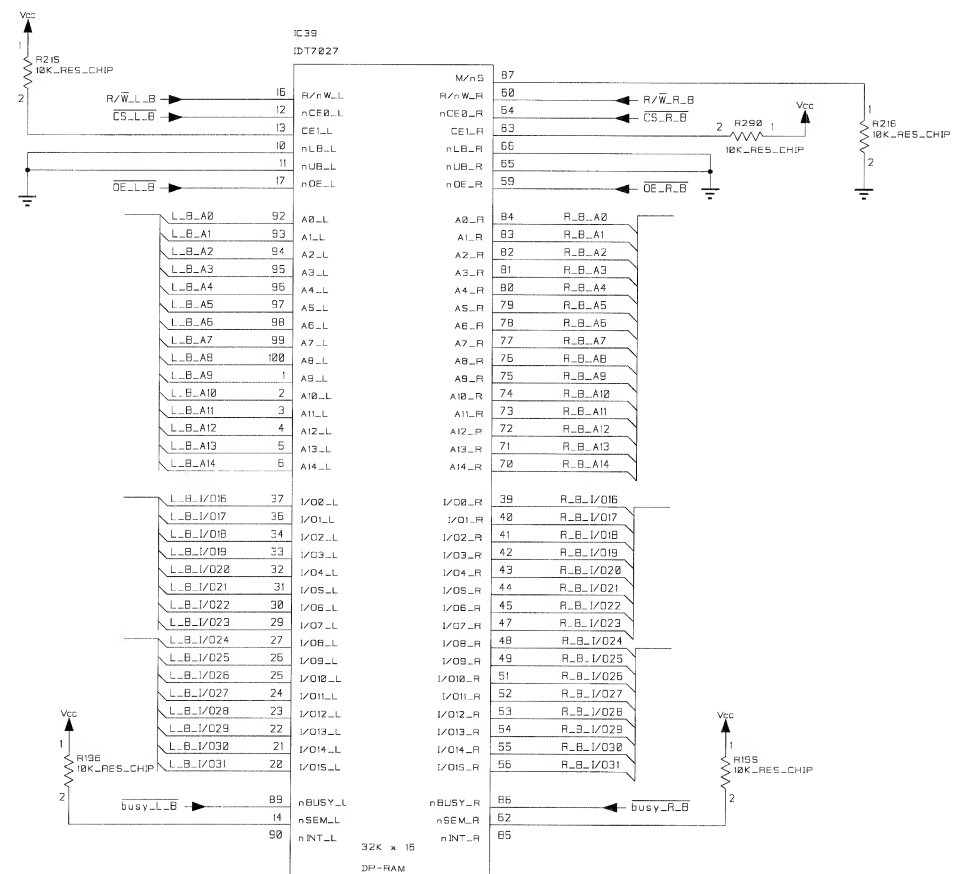 Vcc
IC39
IDT7027
1
R215
10K_RES_CHIP
2
M/nS 87
R/W_L_B 16 R/nW_L R/nW_R 60 R/W_R_B
CS_L_B 12 nCE0_L nCE0_R 64 CS_R_B
13 CE1_L CE1_R 63 2 R290 1 Vcc
10K_RES_CHIP
1
R216
10K_RES_CHIP
2
10 nLB_L nLB_R 66
11 nUB_L nUB_R 65
OE_L_B 17 nOE_L nOE_R 59 OE_R_B
L_B_A0 92 A0_L A0_R 84 R_B_A0
L_B_A1 93 A1_L A1_R 83 R_B_A1
L_B_A2 94 A2_L A2_R 82 R_B_A2
L_B_A3 95 A3_L A3_R 81 R_B_A3
L_B_A4 96 A4_L A4_R 80 R_B_A4
L_B_A5 97 A5_L A5_R 79 R_B_A5
L_B_A6 98 A6_L A6_R 78 R_B_A6
L_B_A7 99 A7_L A7_R 77 R_B_A7
L_B_A8 100 A8_L A8_R 76 R_B_A8
L_B_A9 1 A9_L A9_R 75 R_B_A9
L_B_A10 2 A10_L A10_R 74 R_B_A10
L_B_A11 3 A11_L A11_R 73 R_B_A11
L_B_A12 4 A12_L A12_R 72 R_B_A12
L_B_A13 5 A13_L A13_R 71 R_B_A13
L_B_A14 6 A14_L A14_R 70 R_B_A14
L_B_I/O16 37 I/O0_L I/O0_R 39 R_B_I/O16
L_B_I/O17 36 I/O1_L I/O1_R 40 R_B_I/O17
L_B_I/O18 34 I/O2_L I/O2_R 41 R_B_I/O18
L_B_I/O19 33 I/O3_L I/O3_R 42 R_B_I/O19
L_B_I/O20 32 I/O4_L I/O4_R 43 R_B_I/O20
L_B_I/O21 31 I/O5_L I/O5_R 44 R_B_I/O21
L_B_I/O22 30 I/O6_L I/O6_R 45 R_B_I/O22
L_B_I/O23 29 I/O7_L I/O7_R 47 R_B_I/O23
L_B_I/O24 27 I/O8_L I/O8_R 48 R_B_I/O24
L_B_I/O25 26 I/O9_L I/O9_R 49 R_B_I/O25
L_B_I/O26 25 I/O10_L I/O10_R 51 R_B_I/O26
L_B_I/O27 24 I/O11_L I/O11_R 52 R_B_I/O27
L_B_I/O28 23 I/O12_L I/O12_R 53 R_B_I/O28
L_B_I/O29 22 I/O13_L I/O13_R 54 R_B_I/O29
L_B_I/O30 21 I/O14_L I/O14_R 55 R_B_I/O30
L_B_I/O31 20 I/O15_L I/O15_R 56 R_B_I/O31
Vcc
1
R196
10K_RES_CHIP
2
Vcc
1
R195
10K_RES_CHIP
2
busy_L_B 89 nBUSY_L nBUSY_R 86 busy_R_B
14 nSEM_L nSEM_R 62
90 nINT_L nINT_R 85
32K x 16
DP-RAM